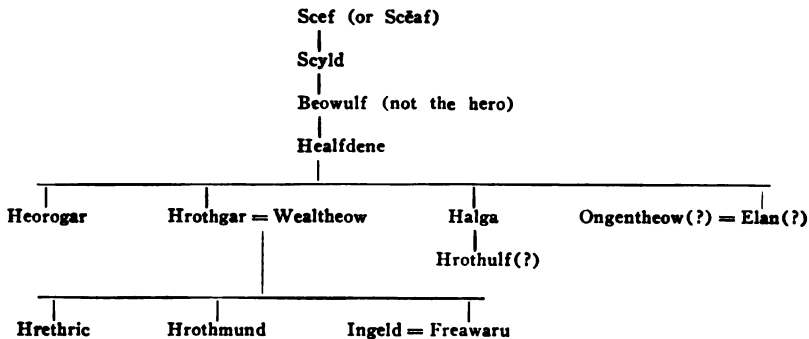 Scef (or Scēaf)
Scyld
Beowulf (not the hero)
Healfdene
Heorogar Hrothgar = Wealtheow Halga Ongentheow(?) = Elan(?)
Hrothulf(?)
Hrethric Hrothmund Ingeld = Freawaru